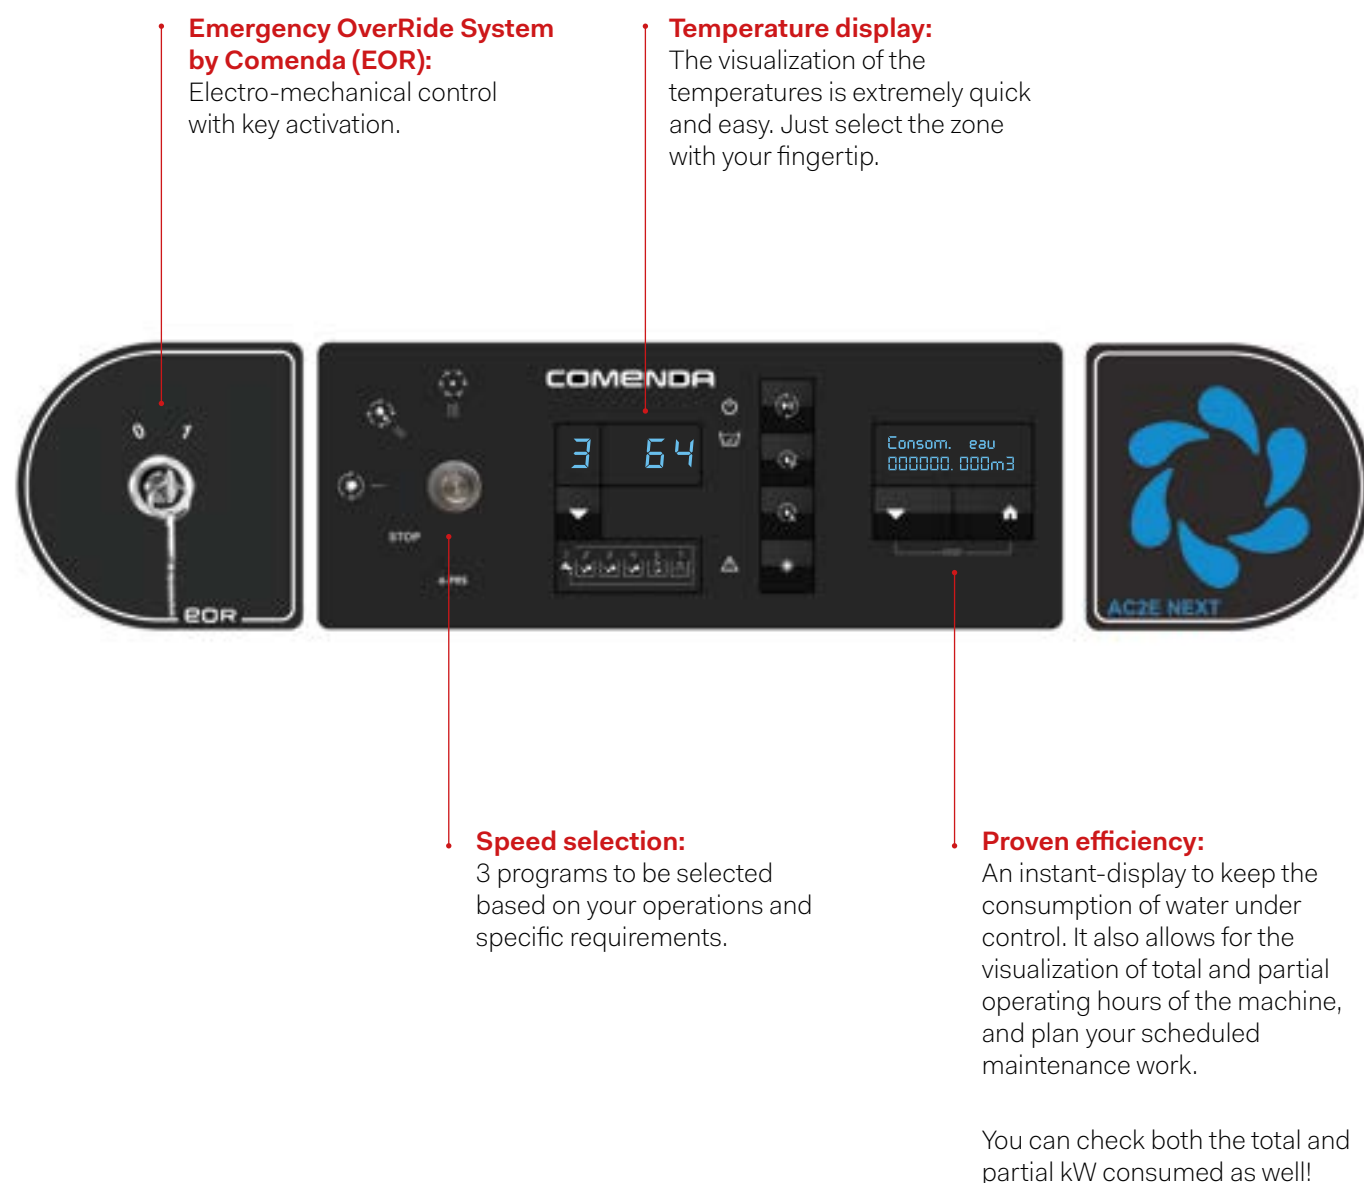 Emergency OverRide System
by Comenda (EOR):
Electro-mechanical control
with key activation.
Temperature display:
The visualization of the
temperatures is extremely quick
and easy. Just select the zone
with your fingertip.
0 1
EOR
STOP
COMENDA
3 64
Consom. eau
000000.000m3
AC2E NEXT
Speed selection:
3 programs to be selected
based on your operations and
specific requirements.
Proven efficiency:
An instant-display to keep the
consumption of water under
control. It also allows for the
visualization of total and partial
operating hours of the machine,
and plan your scheduled
maintenance work.
You can check both the total and
partial kW consumed as well!